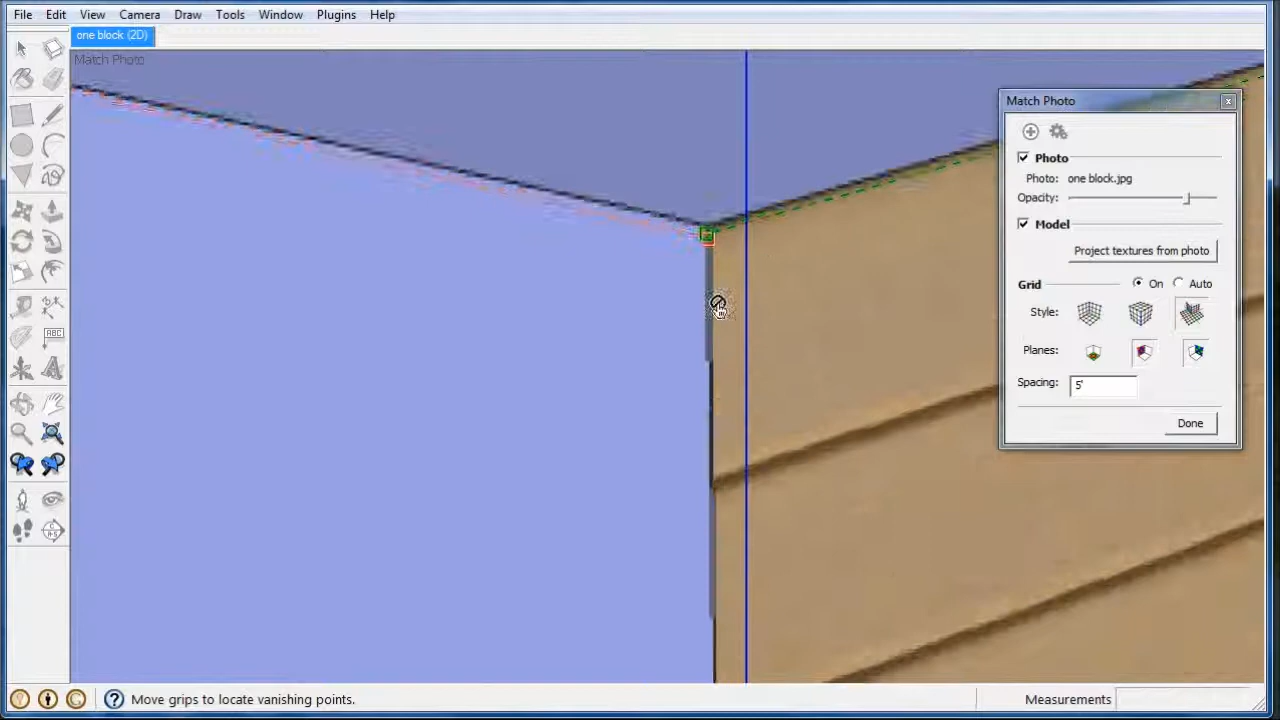 File Edit View Camera Draw Tools Window Plugins Help
one block (2D)
Match Photo
Match Photo
x
Photo
Photo: one block.jpg
Opacity:
Model
Project textures from photo
Grid On Auto
Style:
Planes:
Spacing: 5'
Done
ABC
Move grips to locate vanishing points.
Measurements